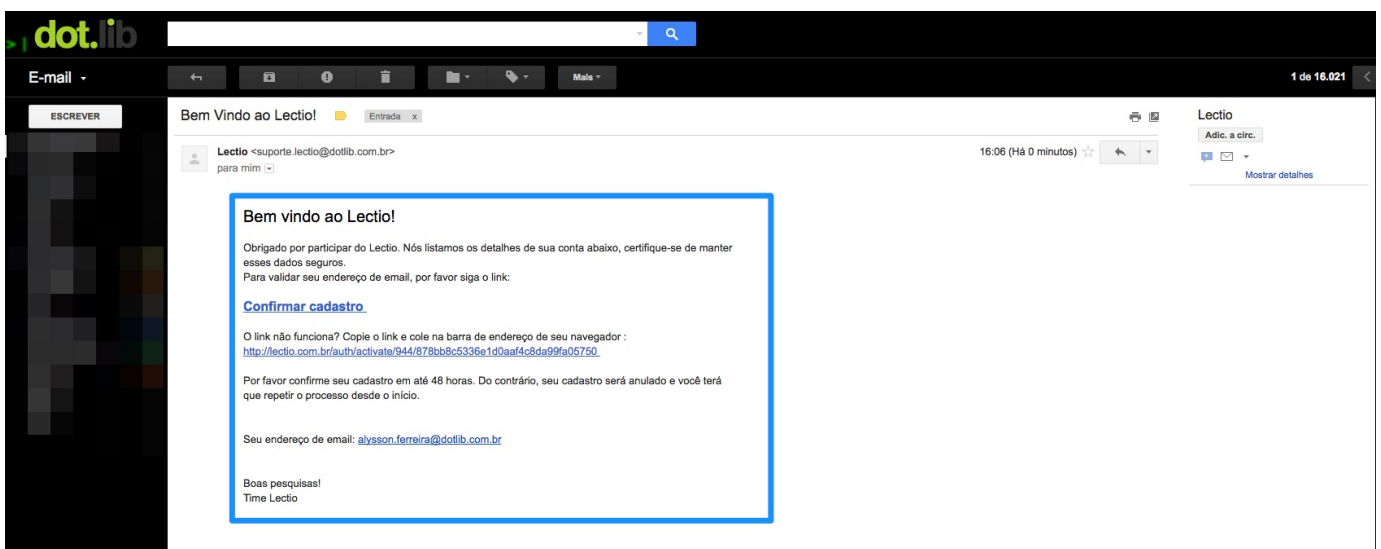 > | dot.lib
E-mail
Mais
1 de 16.021
ESCREVER
Bem Vindo ao Lectio!
Entrada x
Lectio
Adic. a circ.
Mostrar detalhes
Lectio <suporte.lectio@dotlib.com.br>
16:06 (Há 0 minutos)
para mim
Bem vindo ao Lectio!
Obrigado por participar do Lectio. Nós listamos os detalhes de sua conta abaixo, certifique-se de manter
esses dados seguros.
Para validar seu endereço de email, por favor siga o link:
Confirmar cadastro
O link não funciona? Copie o link e cole na barra de endereço de seu navegador :
http://lectio.com.br/auth/activate/944/878bb8c5336e1d0aaf4c8da99fa05750
Por favor confirme seu cadastro em até 48 horas. Do contrário, seu cadastro será anulado e você terá
que repetir o processo desde o início.
Seu endereço de email: alysson.ferreira@dotlib.com.br
Boas pesquisas!
Time Lectio